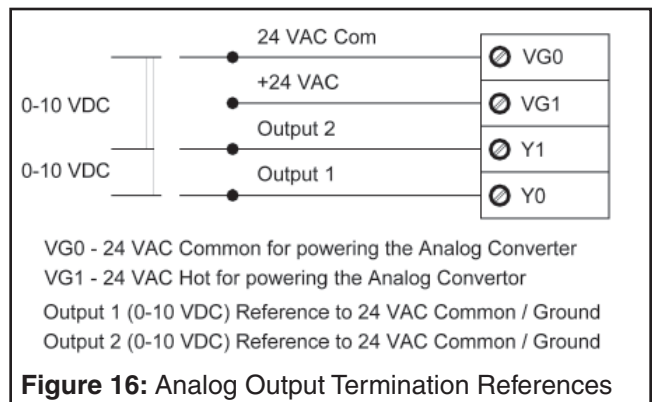 24 VAC Com
VG0
+24 VAC
0-10 VDC
VG1
Output 2
Y1
0-10 VDC
Output 1
Y0
VG0 - 24 VAC Common for powering the Analog Converter
VG1 - 24 VAC Hot for powering the Analog Convertor
Output 1 (0-10 VDC) Reference to 24 VAC Common / Ground
Output 2 (0-10 VDC) Reference to 24 VAC Common / Ground
Figure 16: Analog Output Termination References